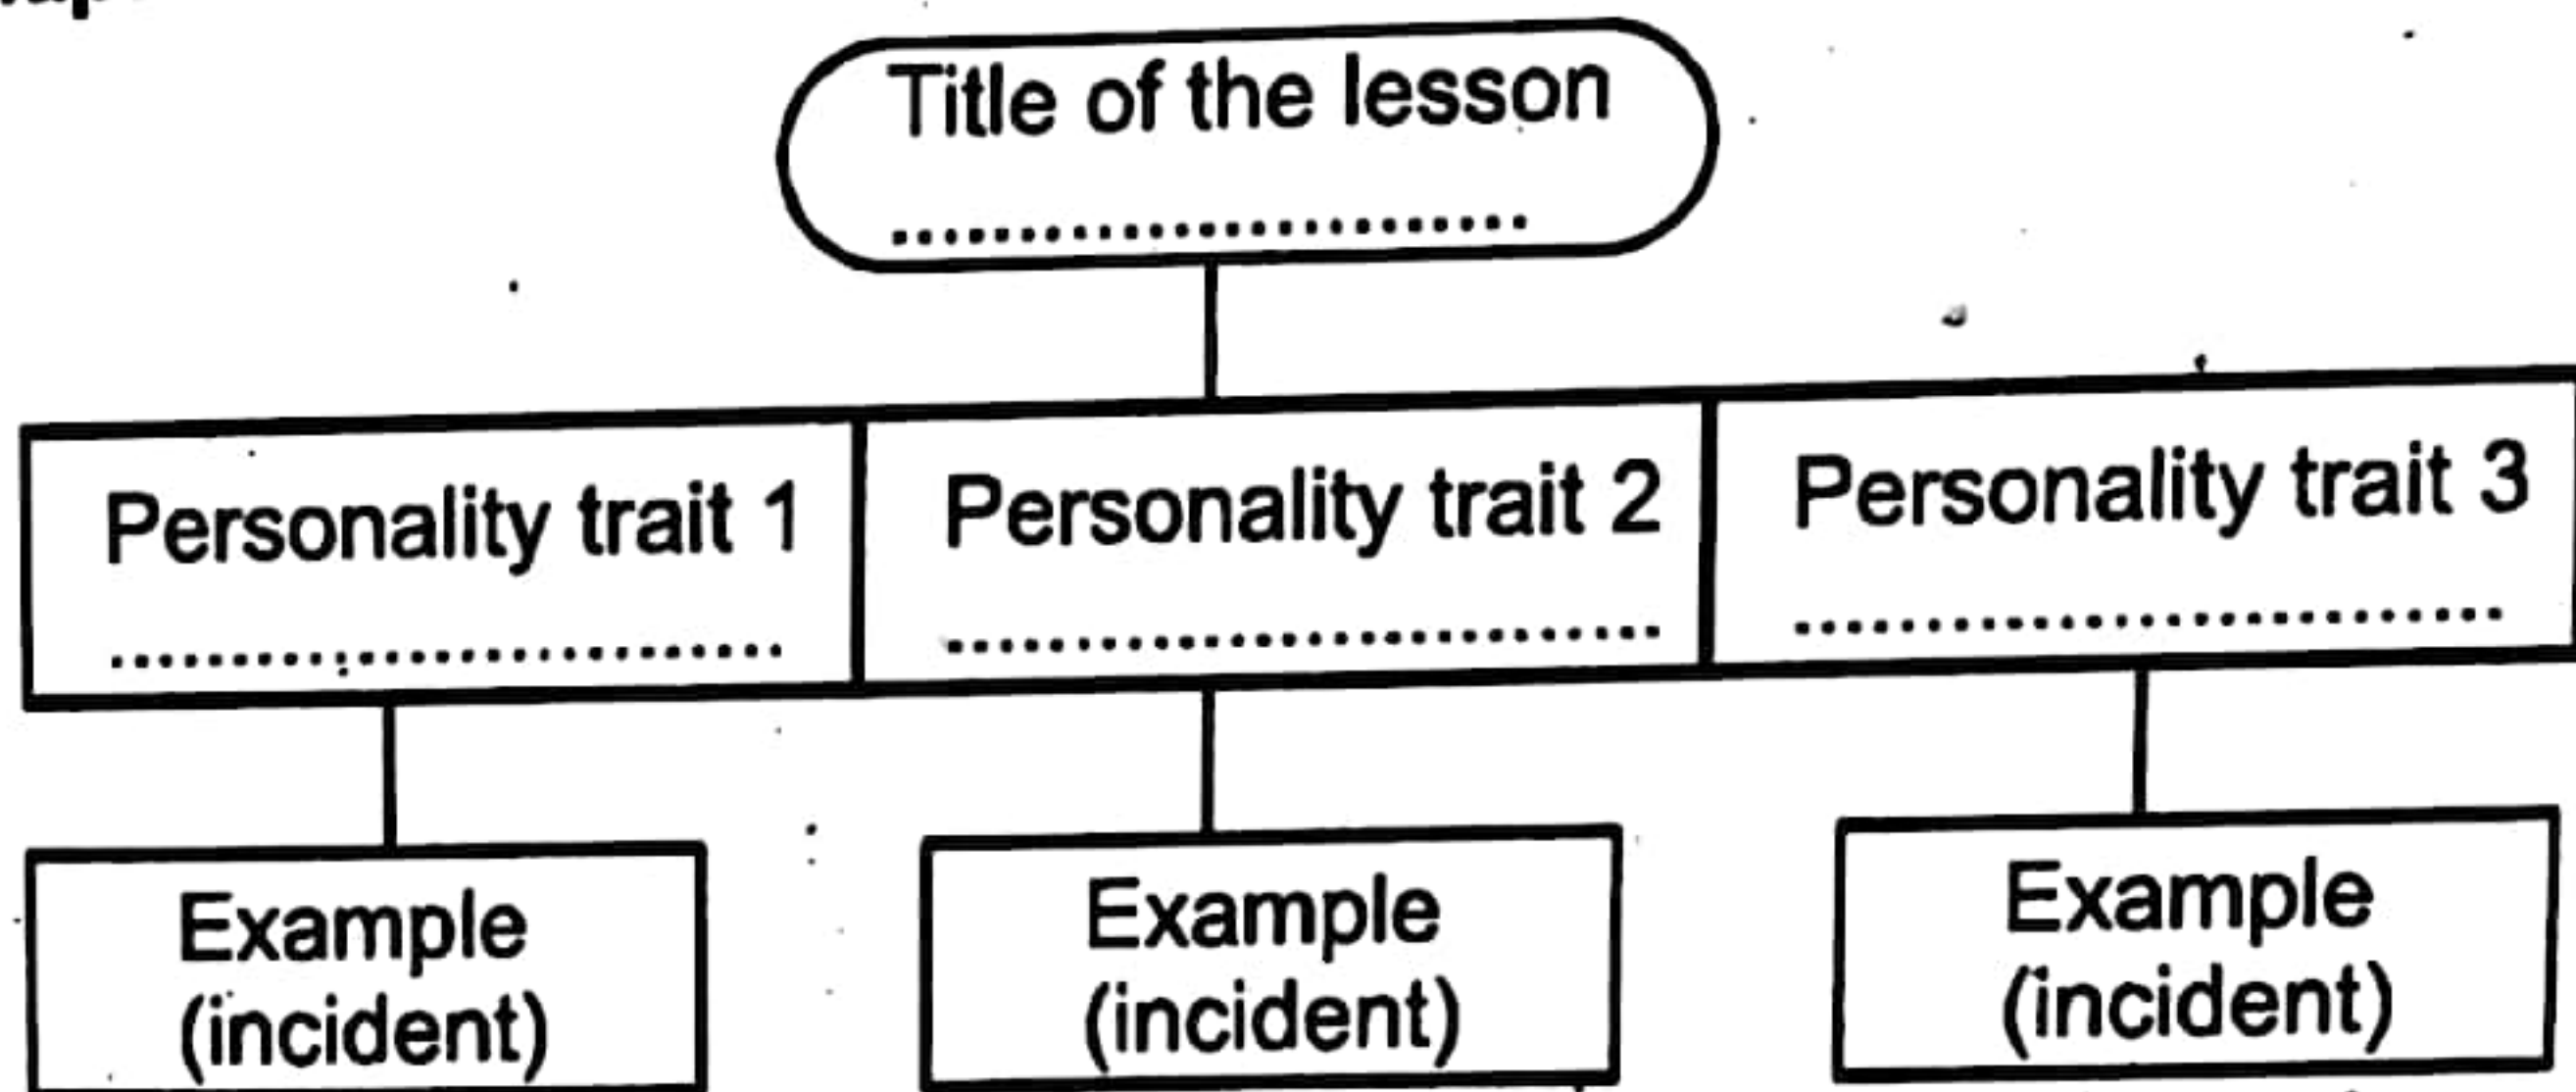 Title of the lesson
..........................
Personality trait 1
............................
Personality trait 2
............................
Personality trait 3
............................
Example
(incident)
Example
(incident)
Example
(incident)